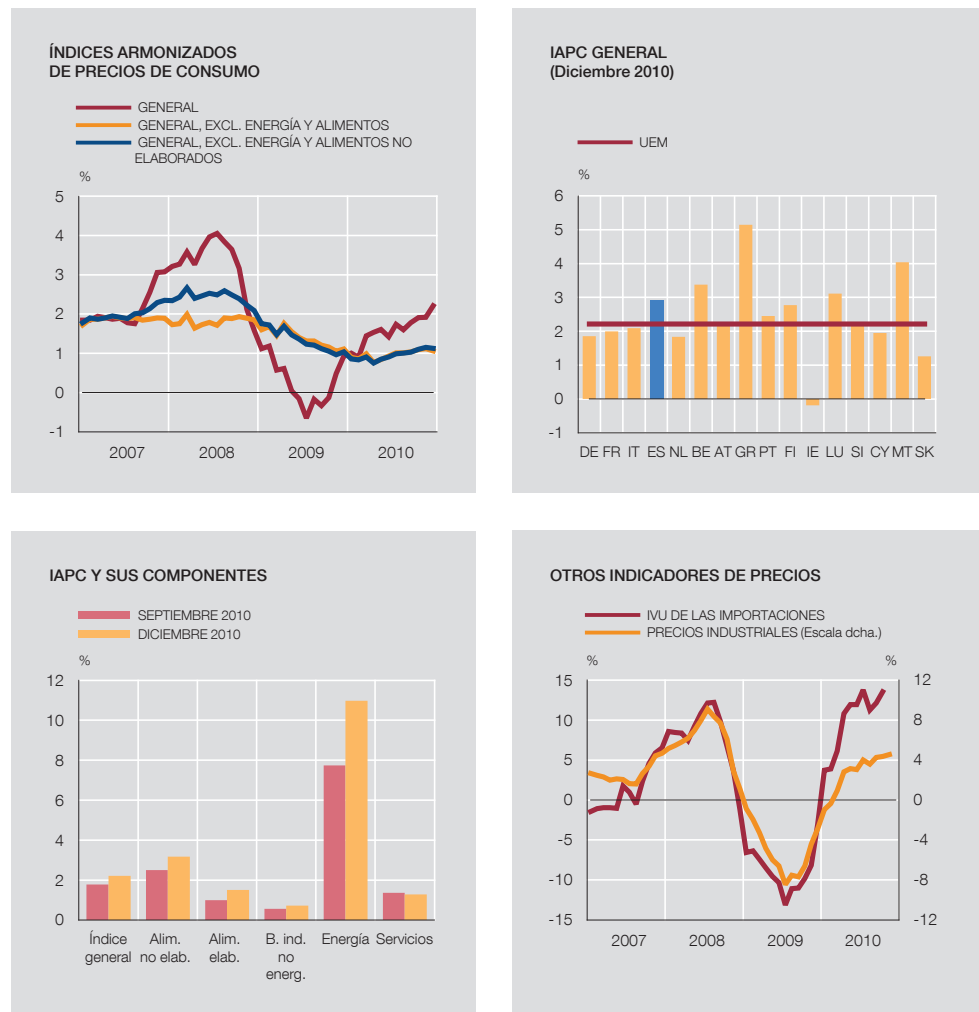 ÍNDICES ARMONIZADOS
DE PRECIOS DE CONSUMO
GENERAL
GENERAL, EXCL. ENERGÍA Y ALIMENTOS
GENERAL, EXCL. ENERGÍA Y ALIMENTOS NO
ELABORADOS
%
5
4
3
2
1
0
-1
2007 2008 2009 2010
IAPC GENERAL
(Diciembre 2010)
UEM
%
6
5
4
3
2
1
0
-1
DE FR IT ES NL BE AT GR PT FI IE LU SI CY MT SK
IAPC Y SUS COMPONENTES
SEPTIEMBRE 2010
DICIEMBRE 2010
%
12
10
8
6
4
2
0
Índice Alim. Alim. B. ind. Energía Servicios
general no elab. elab. no
energ.
OTROS INDICADORES DE PRECIOS
IVU DE LAS IMPORTACIONES
PRECIOS INDUSTRIALES (Escala dcha.)
% %
15 12
10 8
5 4
0 0
-5 -4
-10 -8
-15 -12
2007 2008 2009 2010